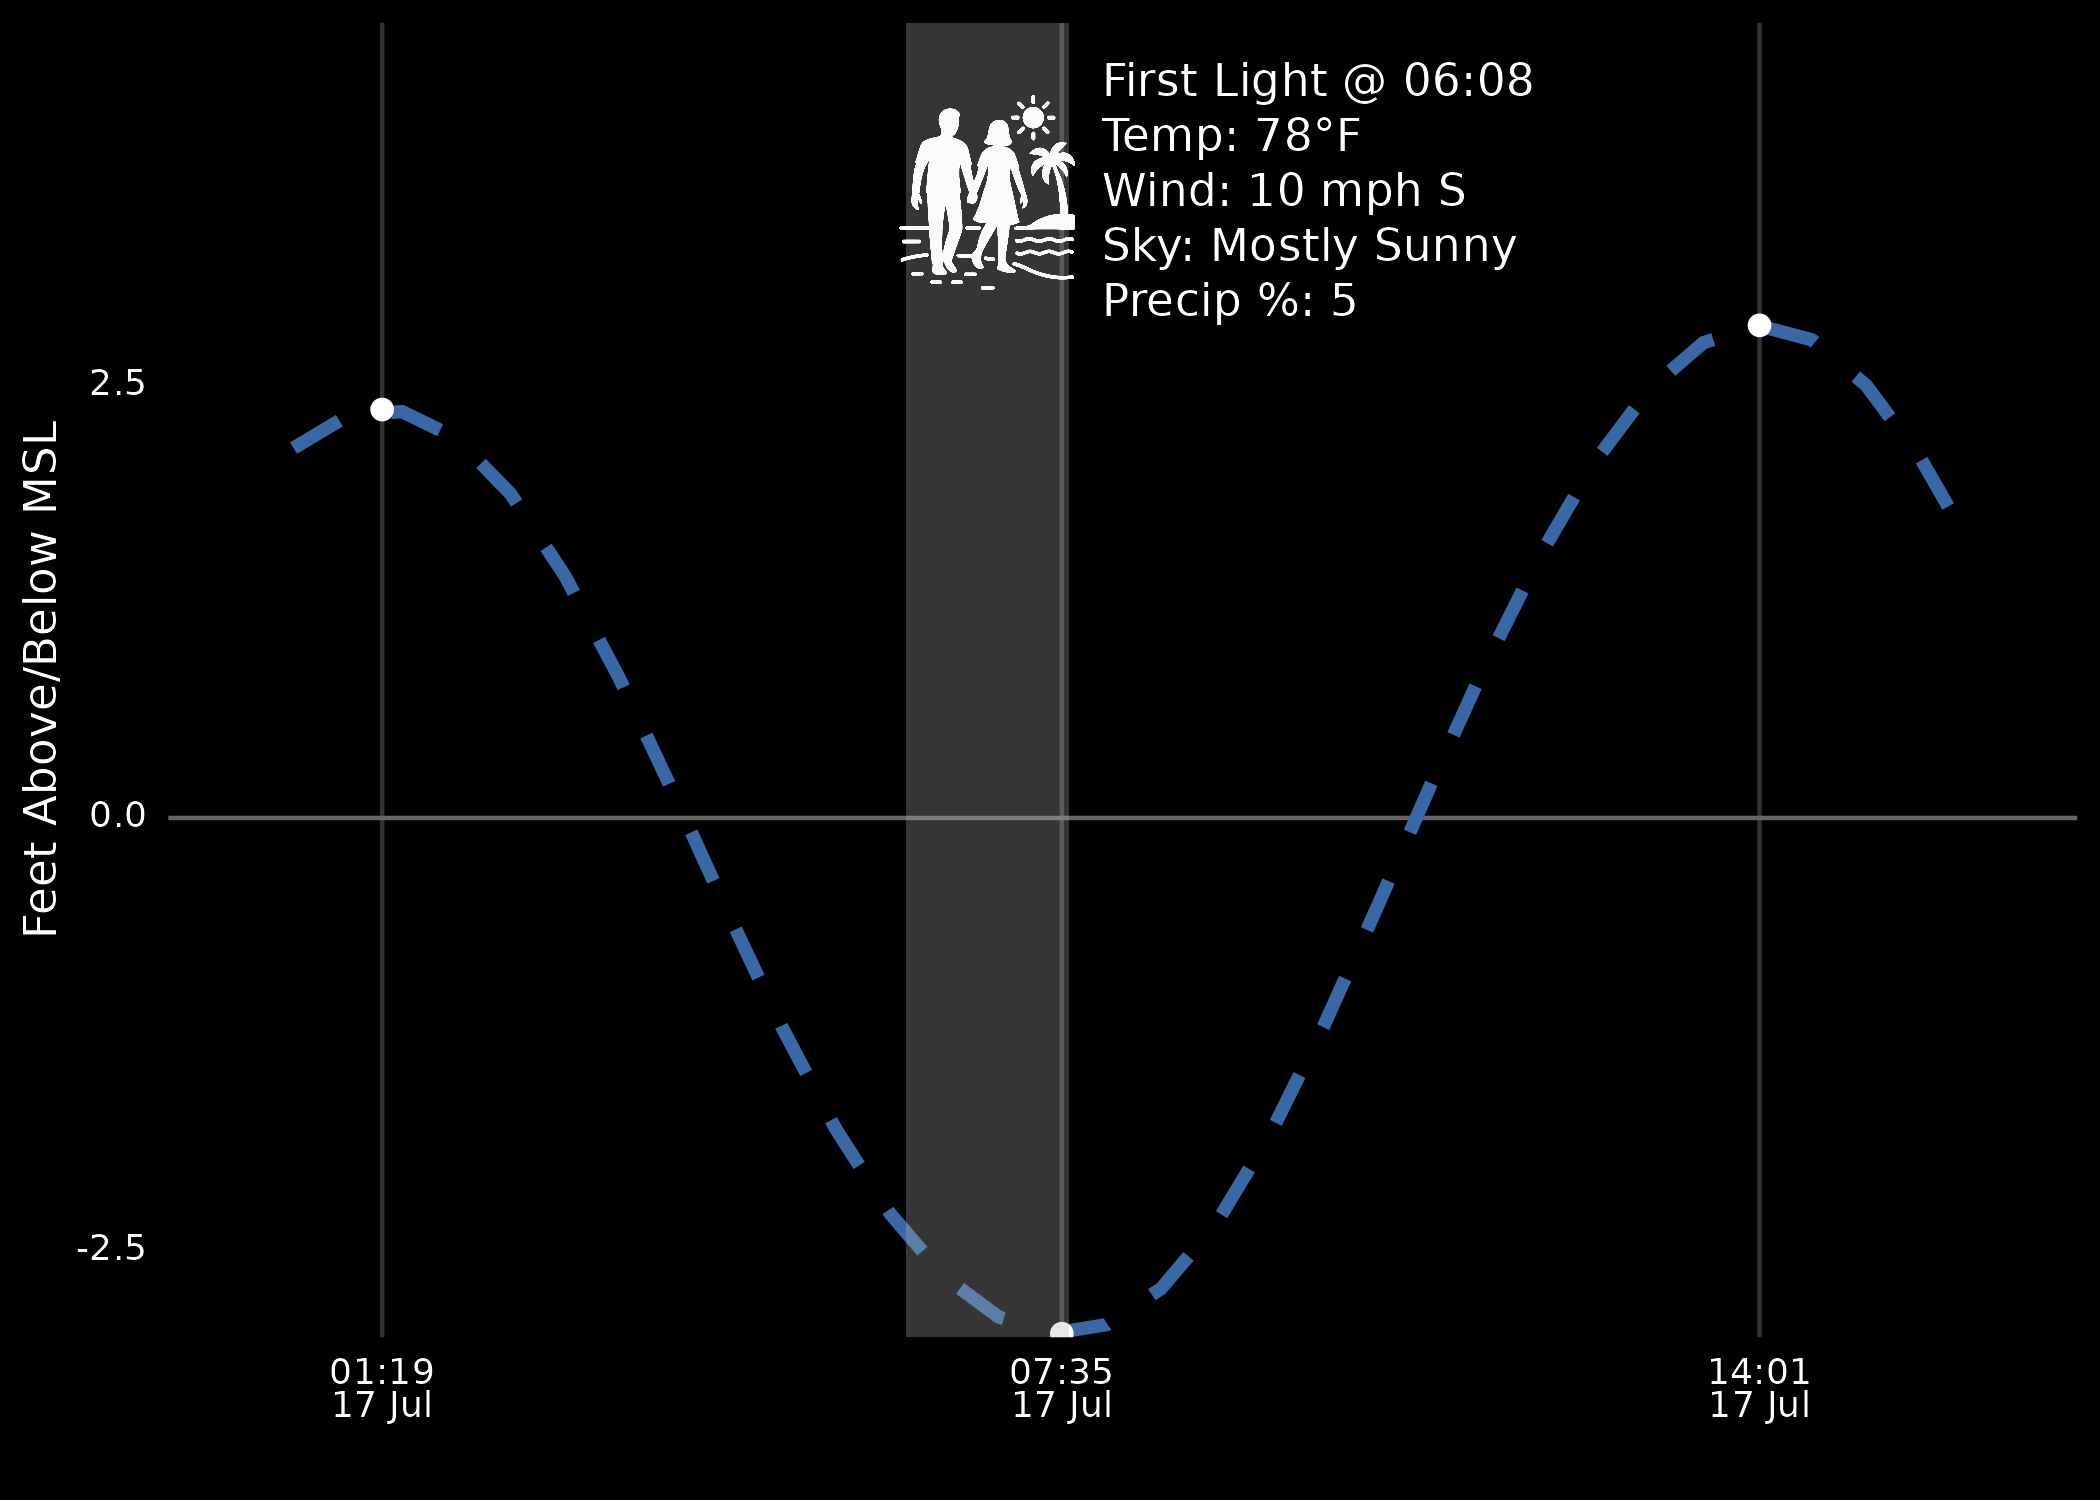 First Light @ 06:08
Temp: 78°F
Wind: 10 mph S
Sky: Mostly Sunny
Precip %: 5
Feet Above/Below MSL
2.5
0.0
-2.5
01:19
17 Jul
07:35
17 Jul
14:01
17 Jul